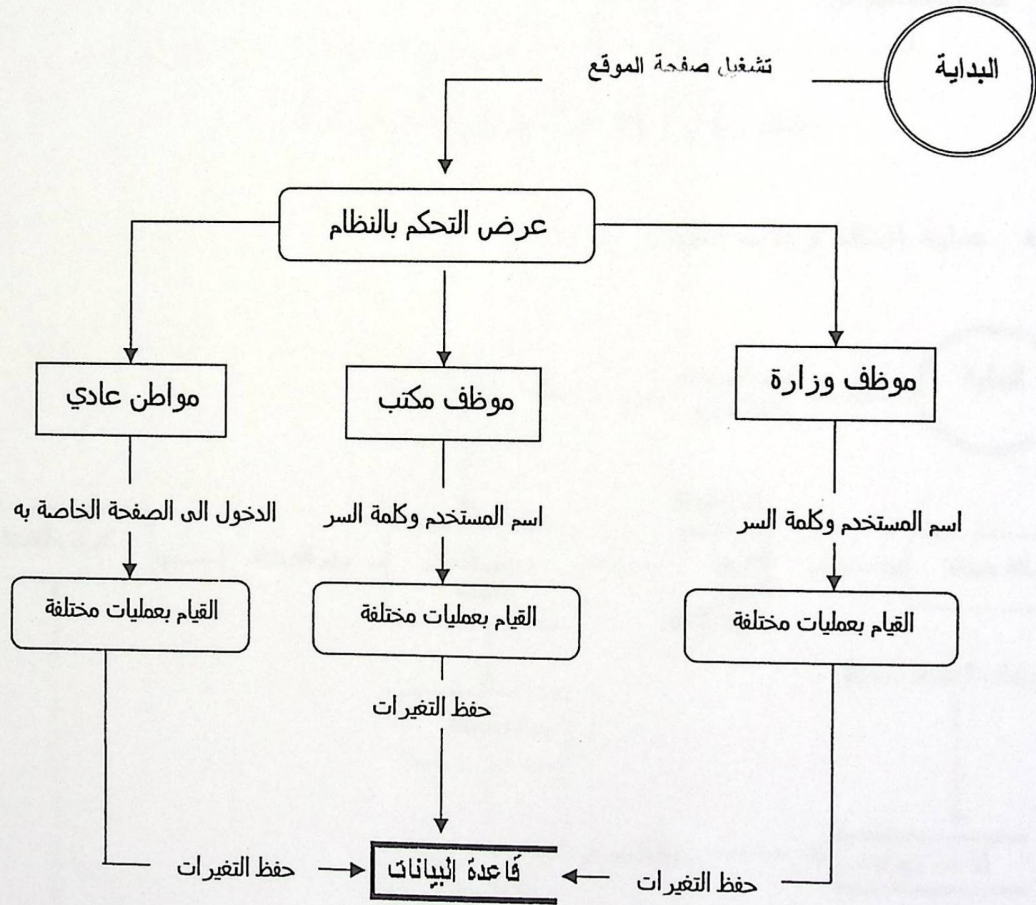 البداية
تشغيل صفحة الموقع
عرض التحكم بالنظام
موظف وزارة
موظف مكتب
مواطن عادي
اسم المستخدم وكلمة السر
اسم المستخدم وكلمة السر
الدخول الى الصفحة الخاصة به
القيام بعمليات مختلفة
القيام بعمليات مختلفة
القيام بعمليات مختلفة
حفظ التغيرات
حفظ التغيرات
قاعدة البيانات
حفظ التغيرات